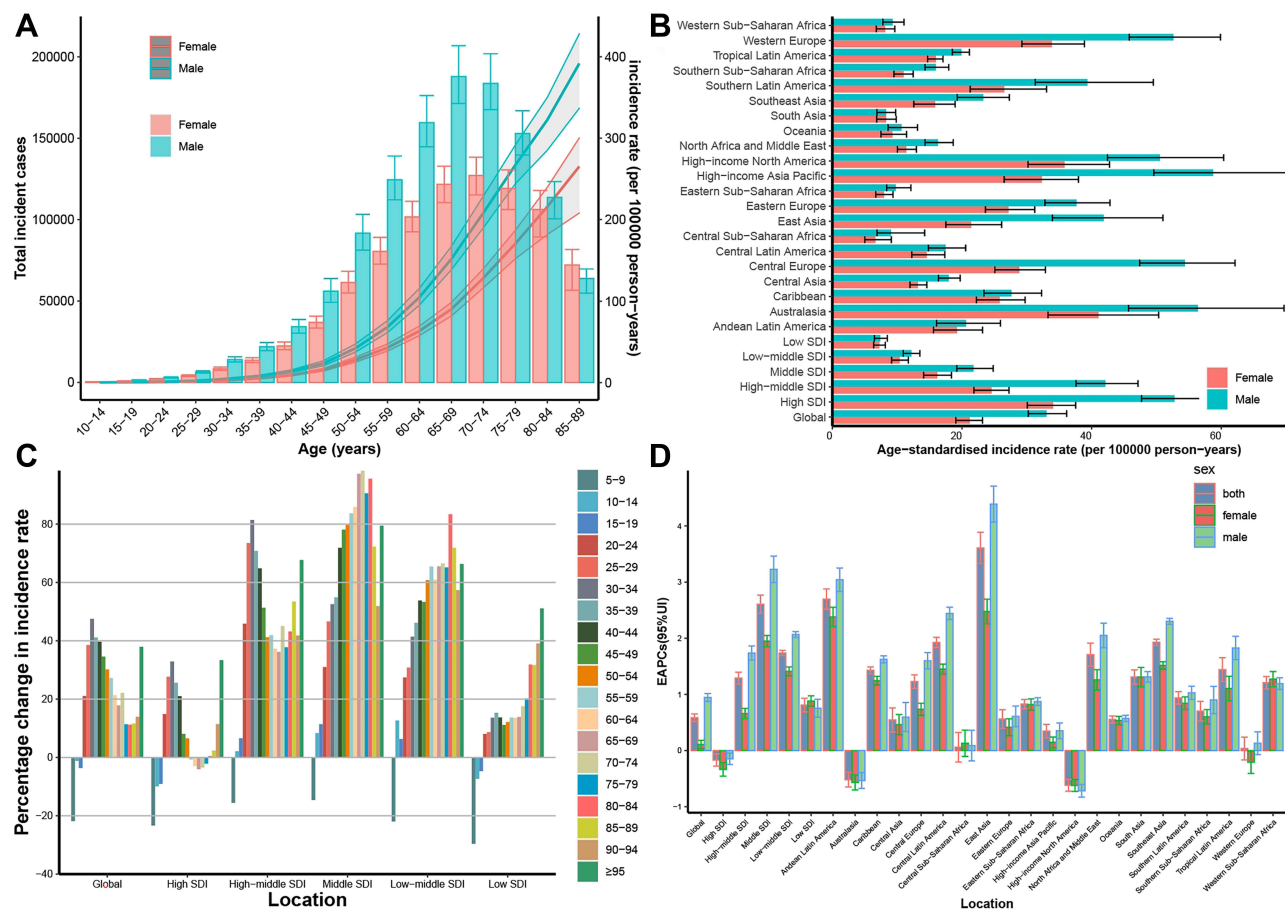 A
Total incident cases
200000
150000
100000
50000
0
Female
Male
Female
Male
400
300
200
100
0
incidence rate (per 100000 person−years)
10−14
15−19
20−24
25−29
30−34
35−39
40−44
45−49
50−54
55−59
60−64
65−69
70−74
75−79
80−84
85−89
Age (years)
B
Western Sub−Saharan Africa
Western Europe
Tropical Latin America
Southern Sub−Saharan Africa
Southern Latin America
Southeast Asia
South Asia
Oceania
North Africa and Middle East
High−income North America
High−income Asia Pacific
Eastern Sub−Saharan Africa
Eastern Europe
East Asia
Central Sub−Saharan Africa
Central Latin America
Central Europe
Central Asia
Caribbean
Australasia
Andean Latin America
Low SDI
Low−middle SDI
Middle SDI
High−middle SDI
High SDI
Global
Female
Male
0
20
40
60
Age−standardised incidence rate (per 100000 person−years)
C
Percentage change in incidence rate
80
60
40
20
0
−20
−40
Global
High SDI
High−middle SDI
Middle SDI
Low−middle SDI
Low SDI
Location
5−9
10−14
15−19
20−24
25−29
30−34
35−39
40−44
45−49
50−54
55−59
60−64
65−69
70−74
75−79
80−84
85−89
90−94
≥95
D
sex
both
female
male
EAPCs(95%UI)
4
3
2
1
0
−1
Global
High SDI
High−middle SDI
Middle SDI
Low−middle SDI
Low SDI
Andean Latin America
Australasia
Caribbean
Central Asia
Central Europe
Central Latin America
Central Sub−Saharan Africa
East Asia
Eastern Europe
Eastern Sub−Saharan Africa
High−income Asia Pacific
High−income North America
North Africa and Middle East
Oceania
South Asia
Southeast Asia
Southern Latin America
Southern Sub−Saharan Africa
Tropical Latin America
Western Europe
Western Sub−Saharan Africa
Location